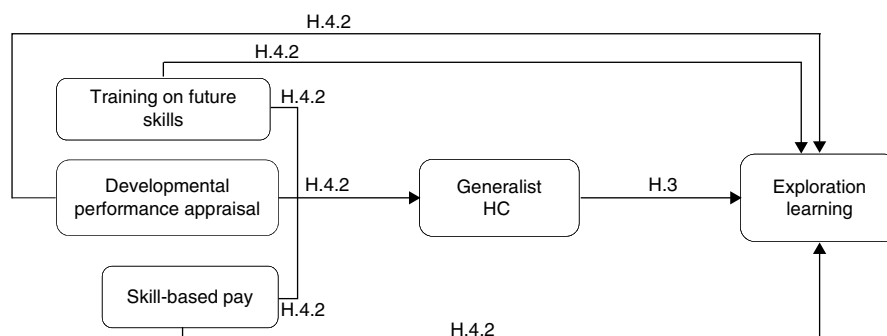 H.4.2
H.4.2
Training on future
skills
H.4.2
Developmental
performance appraisal
H.4.2
Generalist
HC
H.3
Exploration
learning
Skill-based pay
H.4.2
H.4.2